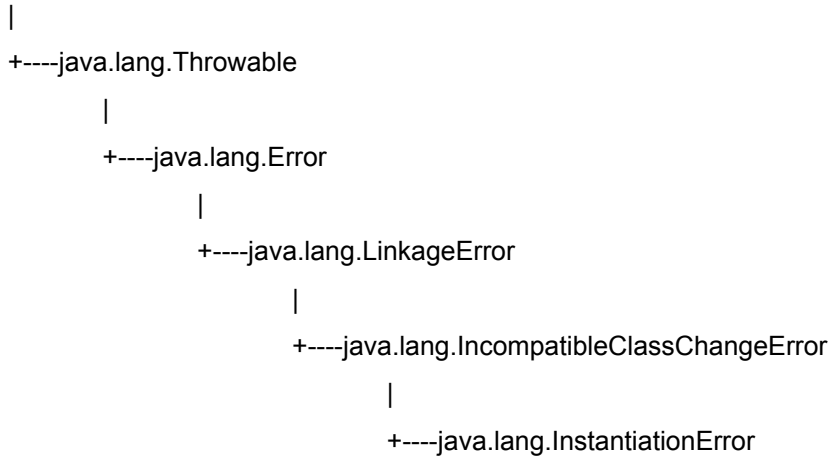 |
+----java.lang.Throwable
|
+----java.lang.Error
|
+----java.lang.LinkageError
|
+----java.lang.IncompatibleClassChangeError
|
+----java.lang.InstantiationError